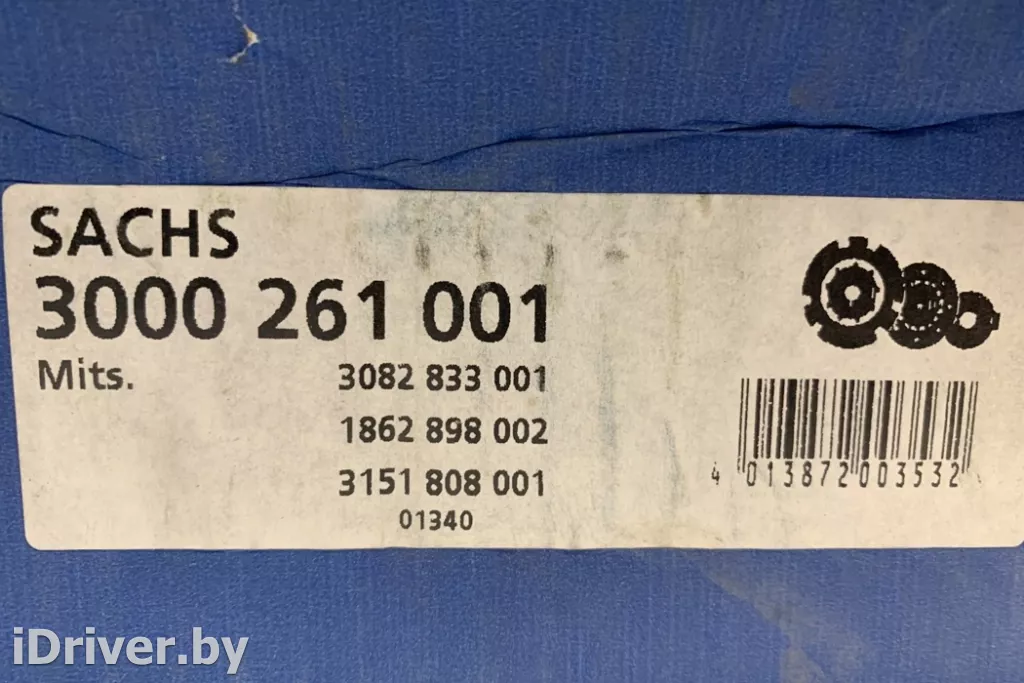 SACHS
3000 261 001
Mits. 3082 833 001
1862 898 002
3151 808 001
01340
4 013872 003532
iDriver.by